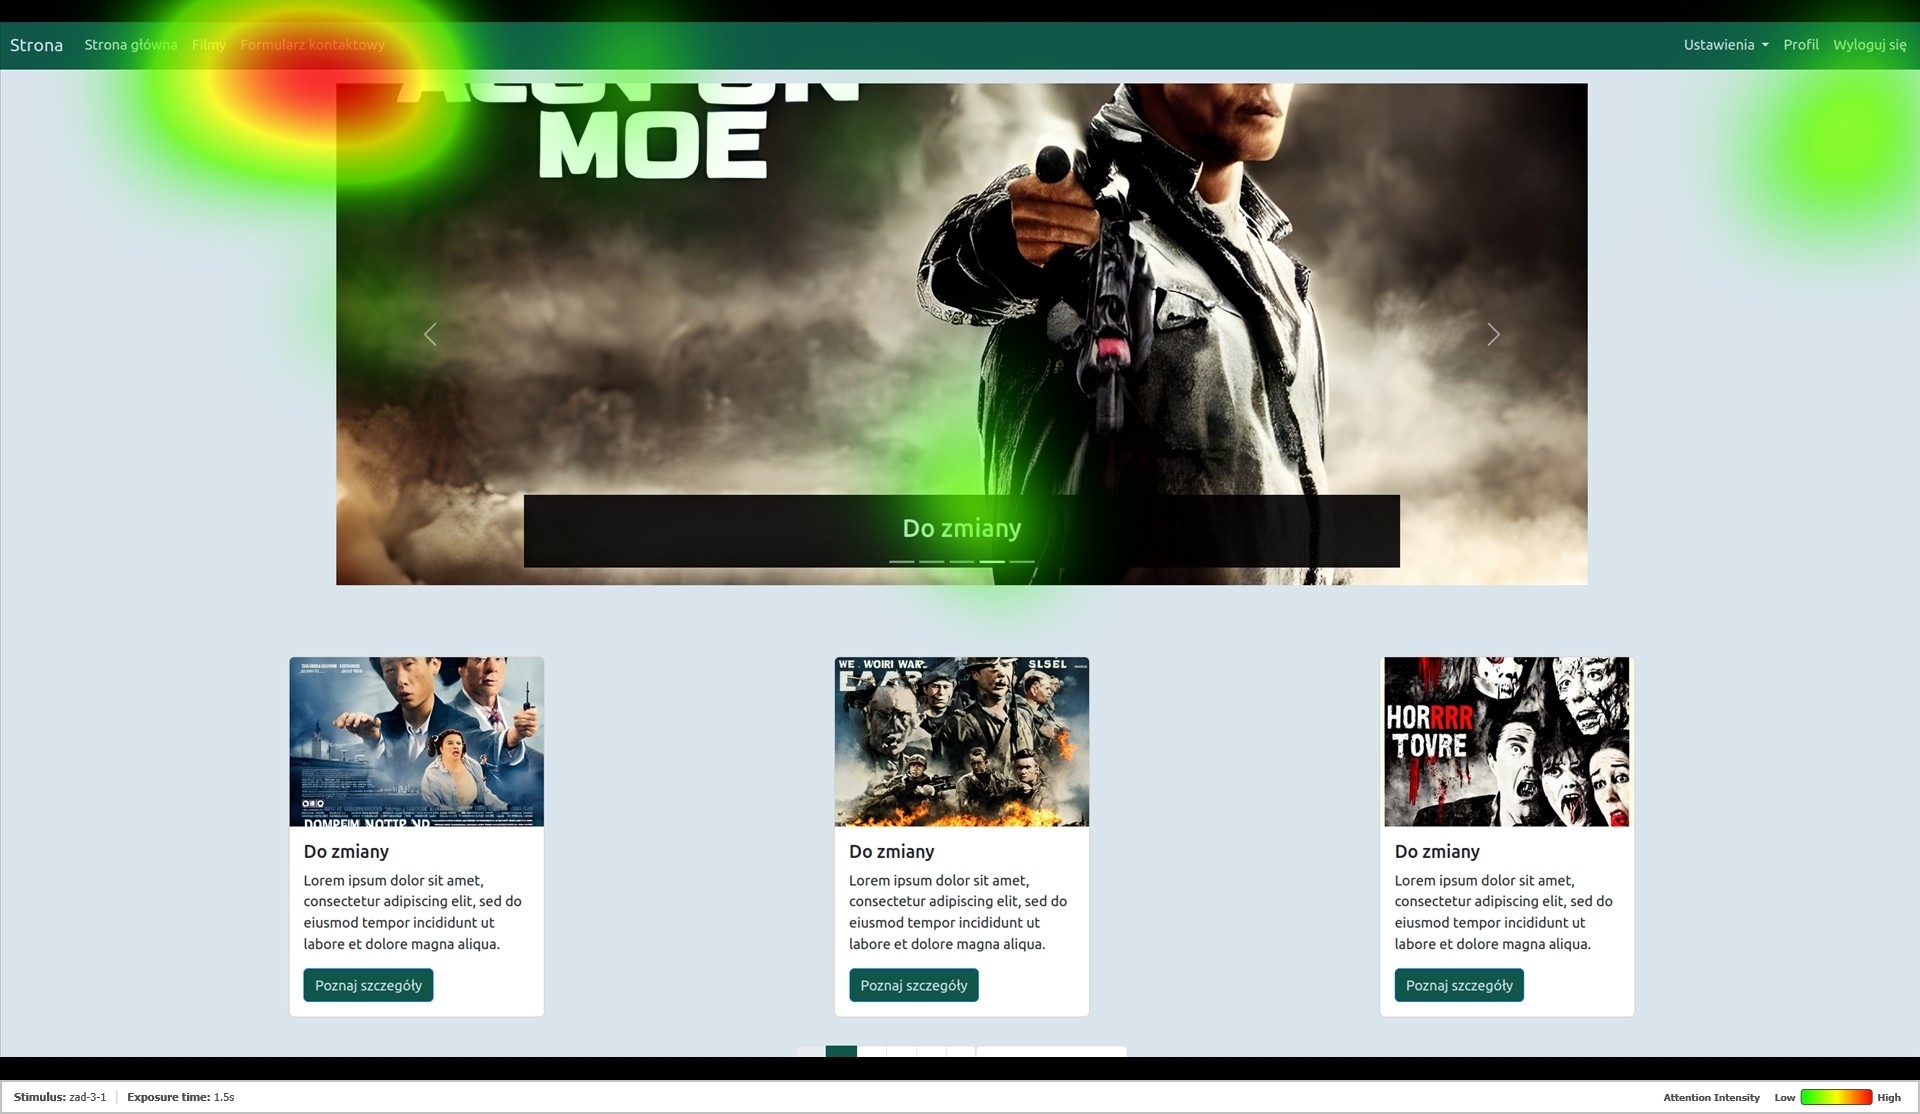 Strona Strona główna Filmy Formularz kontaktowy Ustawienia Profil Wyloguj się
MOE
Do zmiany
WE WOIRI WAR
SLSEL
HORRRR
TOVRE
Do zmiany
Lorem ipsum dolor sit amet,
consectetur adipiscing elit, sed do
eiusmod tempor incididunt ut
labore et dolore magna aliqua.
Poznaj szczegóły
Do zmiany
Lorem ipsum dolor sit amet,
consectetur adipiscing elit, sed do
eiusmod tempor incididunt ut
labore et dolore magna aliqua.
Poznaj szczegóły
Do zmiany
Lorem ipsum dolor sit amet,
consectetur adipiscing elit, sed do
eiusmod tempor incididunt ut
labore et dolore magna aliqua.
Poznaj szczegóły
Stimulus: zad-3-1 Exposure time: 1.5s Attention Intensity Low High